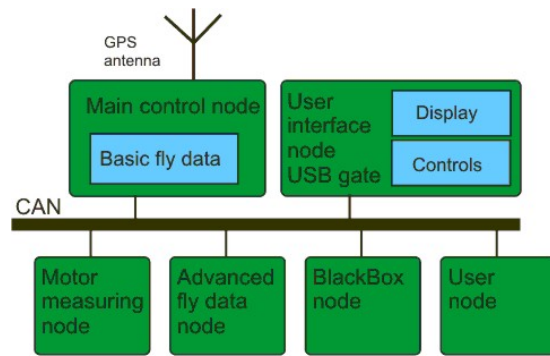 GPS
antenna
Main control node
Basic fly data
User
interface
node
USB gate
Display
Controls
CAN
Motor
measuring
node
Advanced
fly data
node
BlackBox
node
User
node